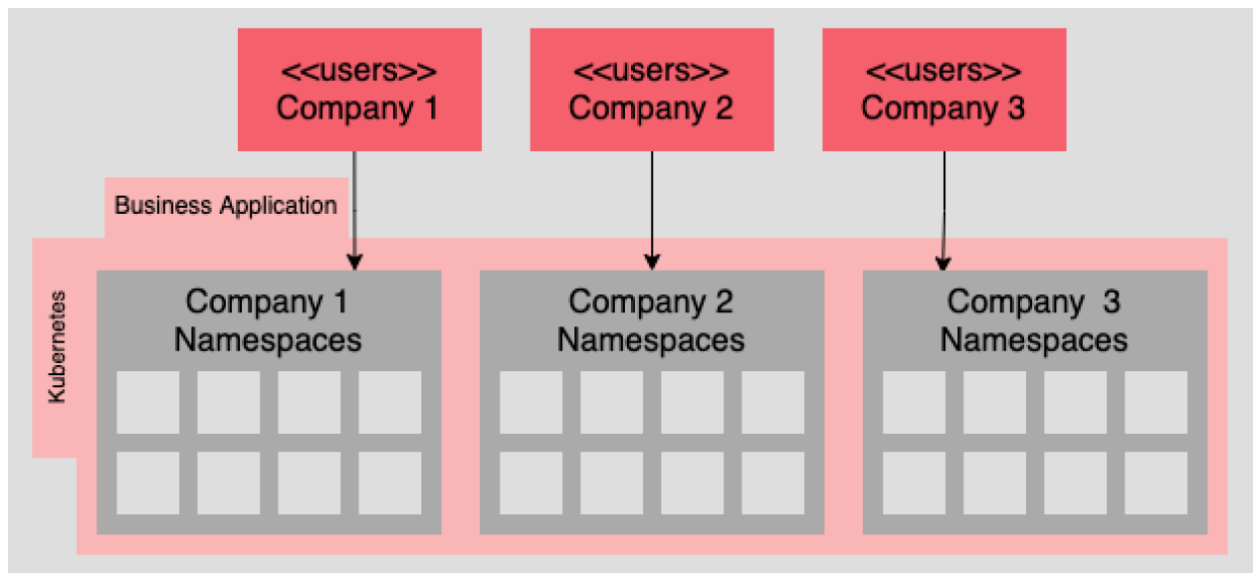 <<users>>
Company 1
<<users>>
Company 2
<<users>>
Company 3
Business Application
Kubernetes
Company 1
Namespaces
Company 2
Namespaces
Company  3
Namespaces